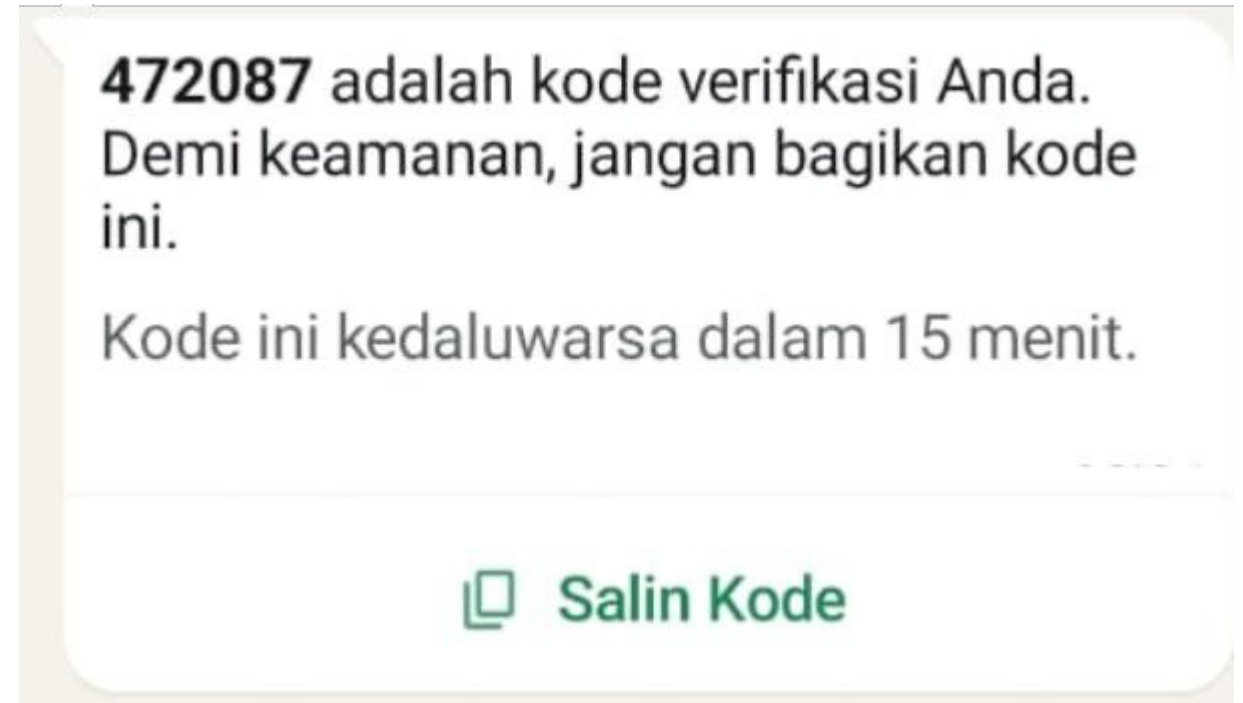 472087 adalah kode verifikasi Anda.
Demi keamanan, jangan bagikan kode
ini.
Kode ini kedaluwarsa dalam 15 menit.
Salin Kode